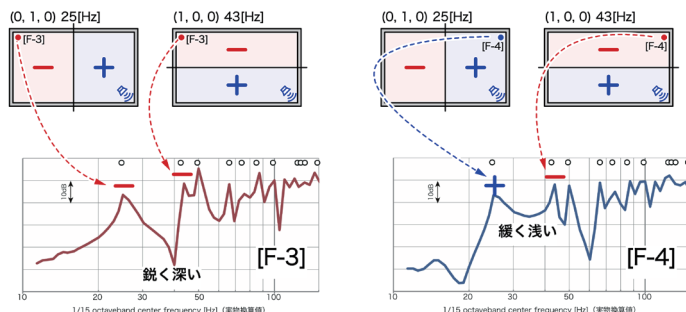 (0, 1, 0) 25[Hz]
(1, 0, 0) 43[Hz]
(0, 1, 0) 25[Hz]
(1, 0, 0) 43[Hz]
[F-3]
[F-3]
[F-4]
[F-4]
10dB
10dB
鋭く深い
[F-3]
緩く浅い
[F-4]
10 20 30 50 100
10 20 30 50 100
1/15 octaveband center frequency [Hz] (実物換算値)
1/15 octaveband center frequency [Hz] (実物換算値)